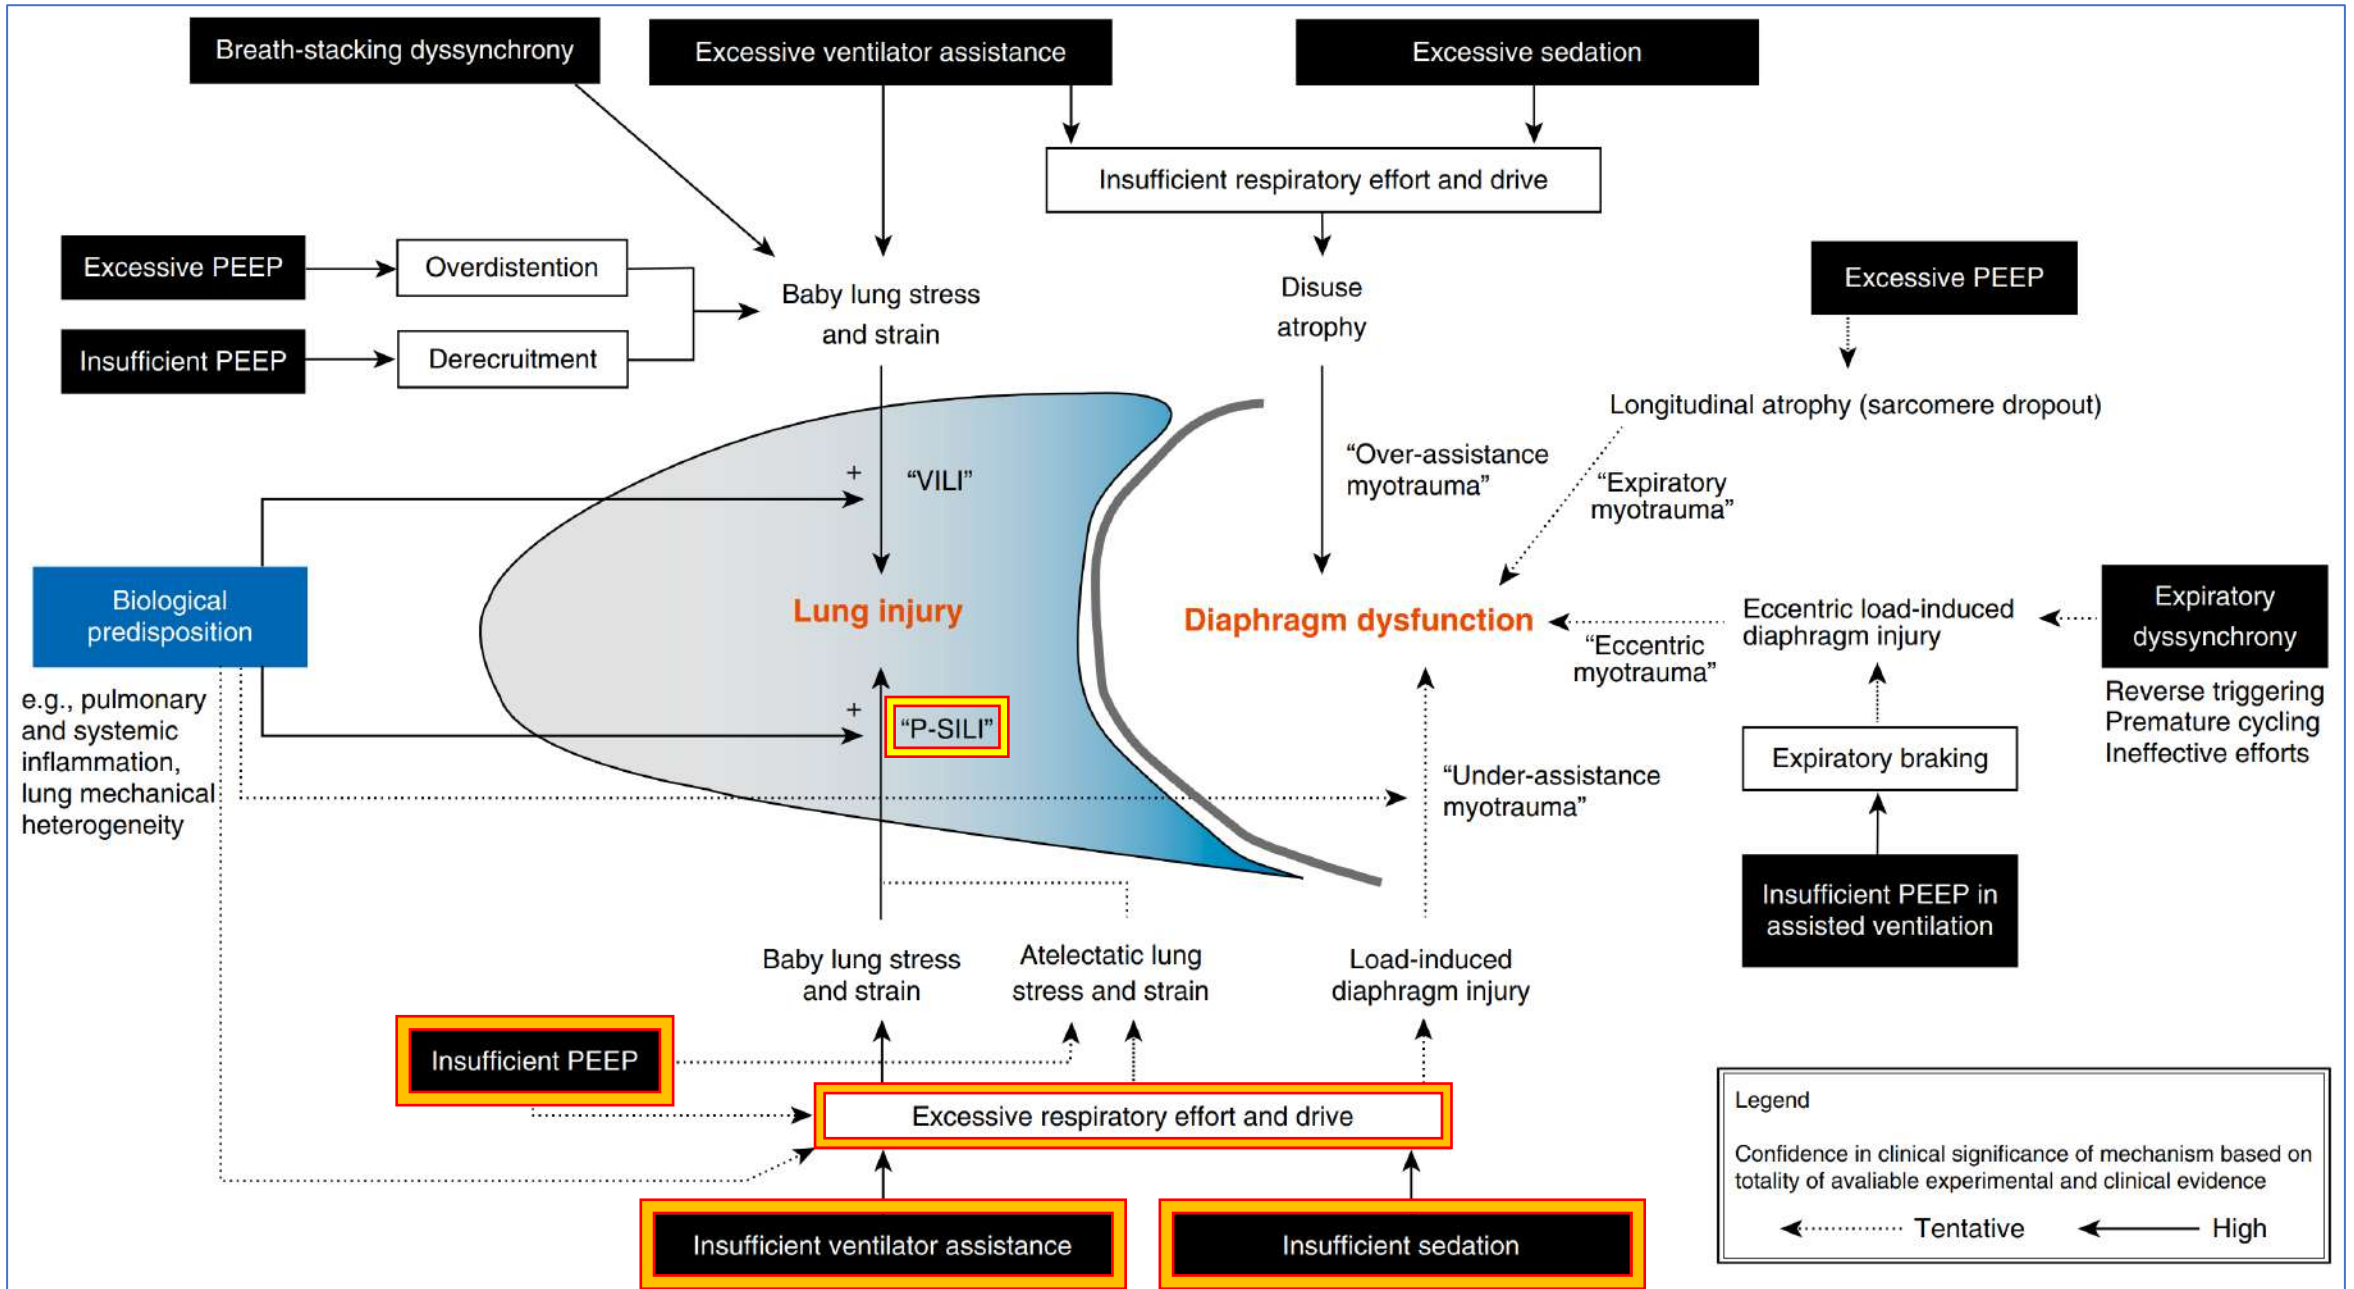 Breath-stacking dyssynchrony
Excessive ventilator assistance
Excessive sedation
Insufficient respiratory effort and drive
Excessive PEEP
Overdistention
Insufficient PEEP
Derecruitment
Baby lung stress
and strain
Disuse
atrophy
Excessive PEEP
Longitudinal atrophy (sarcomere dropout)
+
“VILI”
“Over-assistance
myotrauma”
“Expiratory
myotrauma”
Biological
predisposition
e.g., pulmonary
and systemic
inflammation,
lung mechanical
heterogeneity
Lung injury
Diaphragm dysfunction
“Eccentric
myotrauma”
Eccentric load-induced
diaphragm injury
Expiratory
dyssynchrony
Reverse triggering
Premature cycling
Ineffective efforts
+
“P-SILI”
“Under-assistance
myotrauma”
Expiratory braking
Insufficient PEEP in
assisted ventilation
Baby lung stress
and strain
Atelectatic lung
stress and strain
Load-induced
diaphragm injury
Insufficient PEEP
Excessive respiratory effort and drive
Insufficient ventilator assistance
Insufficient sedation
Legend
Confidence in clinical significance of mechanism based on
totality of avaliable experimental and clinical evidence
Tentative
High